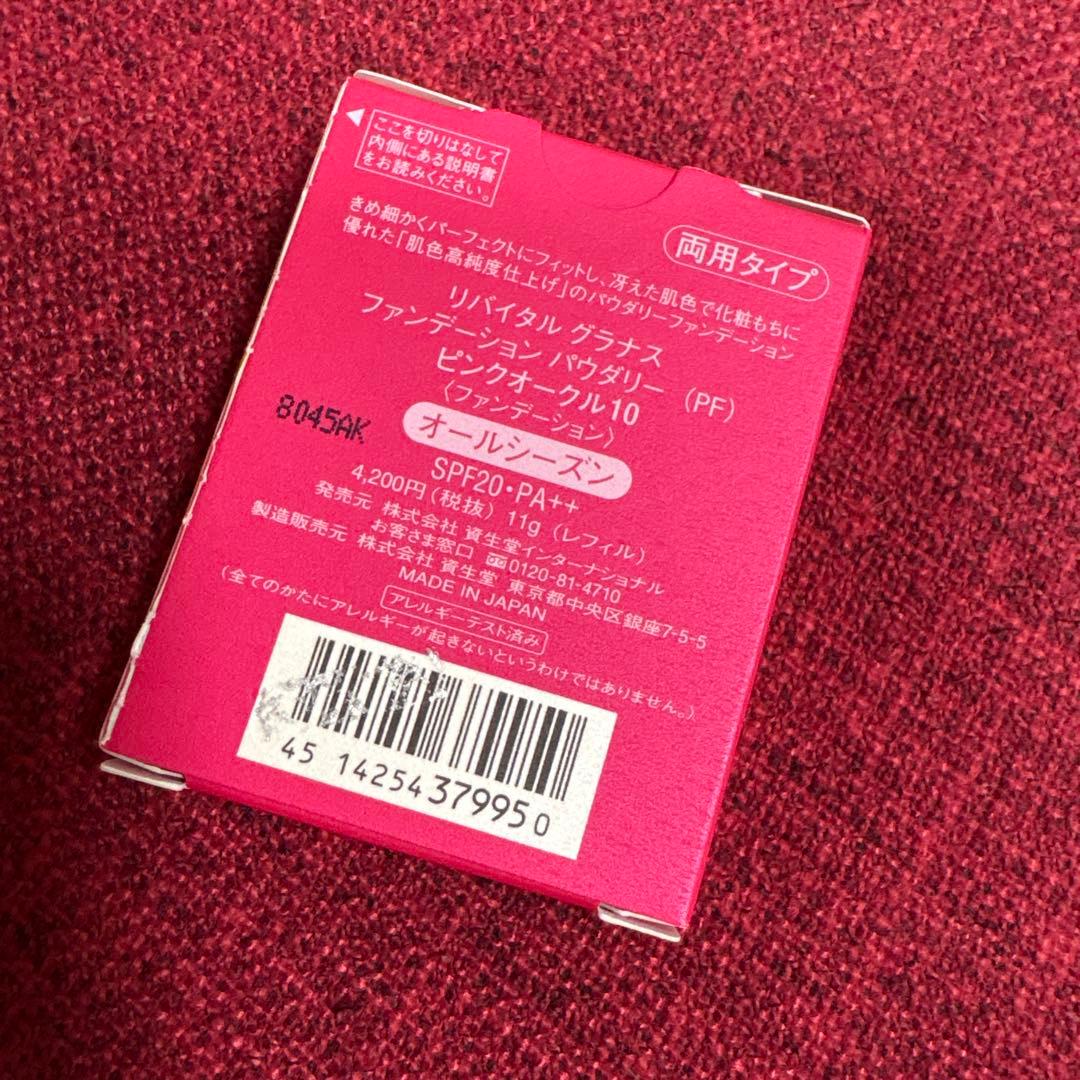 ここを切りはなして
内側にある説明書
をお読みください。
両用タイプ
きめ細かくパーフェクトにフィットし、冴えた肌色で化粧もちに
優れた「肌色高純度仕上げ」のパウダリーファンデーション
リバイタル グラナス
ファンデーション パウダリー (PF)
ピンクオークル10
〈ファンデーション〉
8045AK
オールシーズン
SPF20・PA++
4,200円(税抜) 11g (レフィル)
発売元 株式会社 資生堂インターナショナル
お客さま窓口 0120-81-4710
製造販売元 株式会社 資生堂 東京都中央区銀座7-5-5
MADE IN JAPAN
アレルギーテスト済み
(全てのかたにアレルギーが起きないというわけではありません。)
45 14254 37995 0